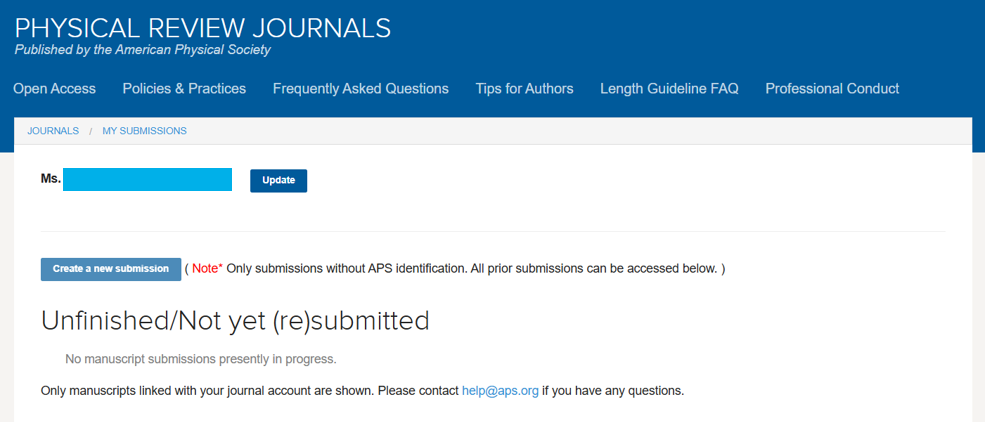 PHYSICAL REVIEW JOURNALS
Published by the American Physical Society
Open Access Policies & Practices Frequently Asked Questions Tips for Authors Length Guideline FAQ Professional Conduct
JOURNALS / MY SUBMISSIONS
Ms. Update
Create a new submission ( Note* Only submissions without APS identification. All prior submissions can be accessed below. )
Unfinished/Not yet (re)submitted
No manuscript submissions presently in progress.
Only manuscripts linked with your journal account are shown. Please contact help@aps.org if you have any questions.